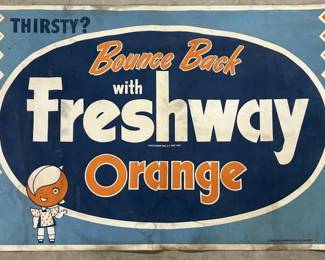 THIRSTY?
Bounce Back
with
freshway
Orange